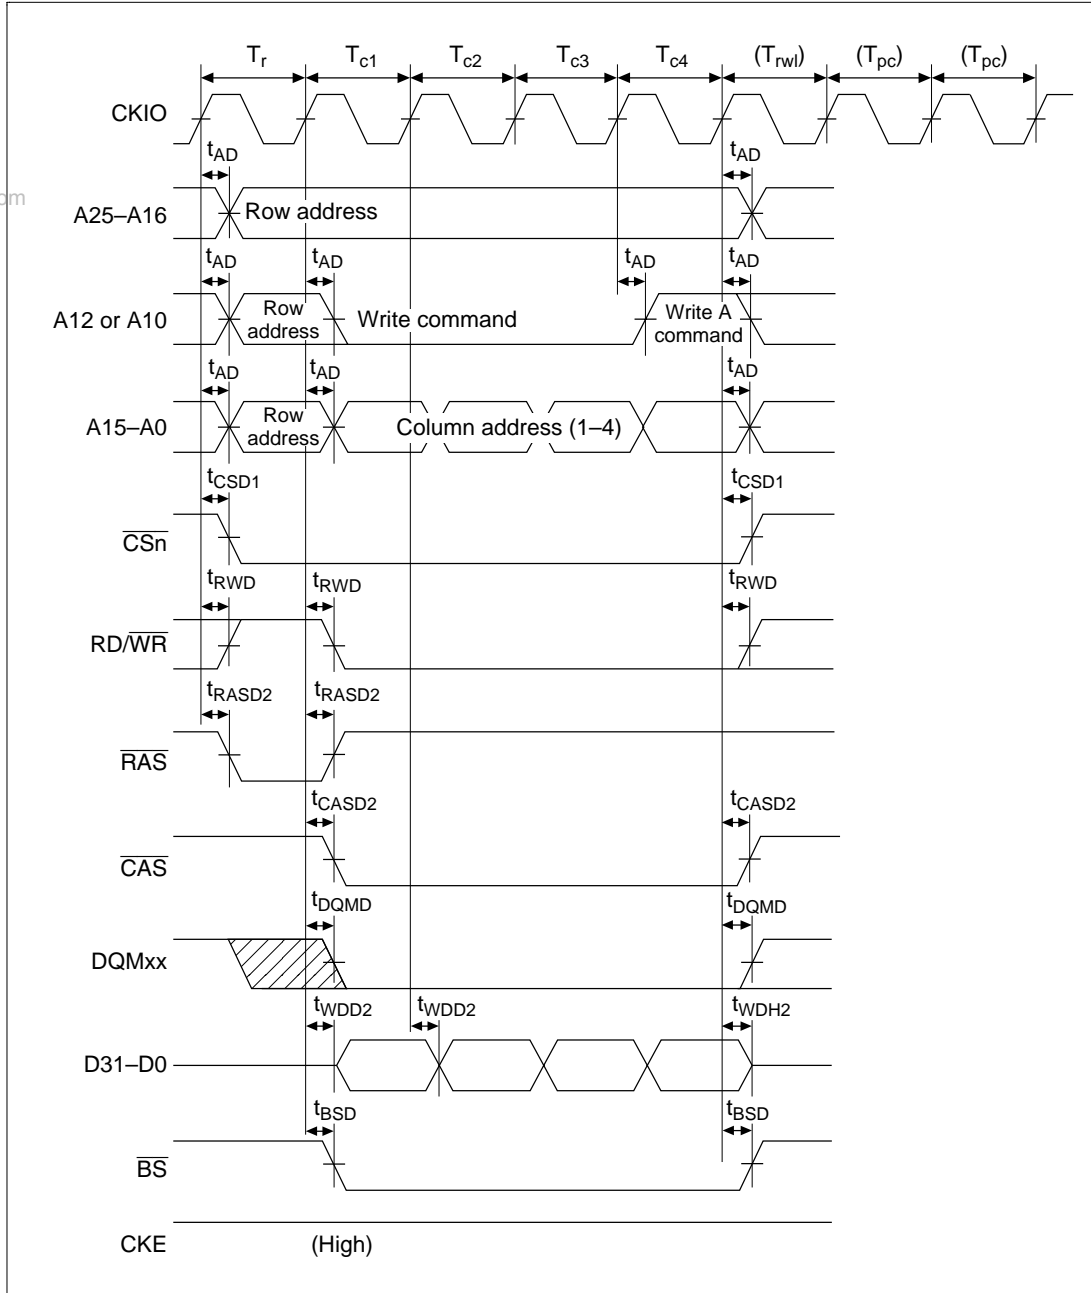 Tr Tc1 Tc2 Tc3 Tc4 (Trwl) (Tpc) (Tpc)
CKIO
tAD tAD
om
A25–A16 Row address
tAD tAD tAD tAD
A12 or A10 Row address Write command Write A command
tAD tAD tAD
A15–A0 Row address Column address (1–4)
tCSD1 tCSD1
CSn
tRWD tRWD tRWD
RD/WR
tRASD2 tRASD2
RAS
tCASD2 tCASD2
CAS
tDQMD tDQMD
DQMxx
tWDD2 tWDD2 tWDH2
D31–D0
tBSD tBSD
BS
CKE (High)